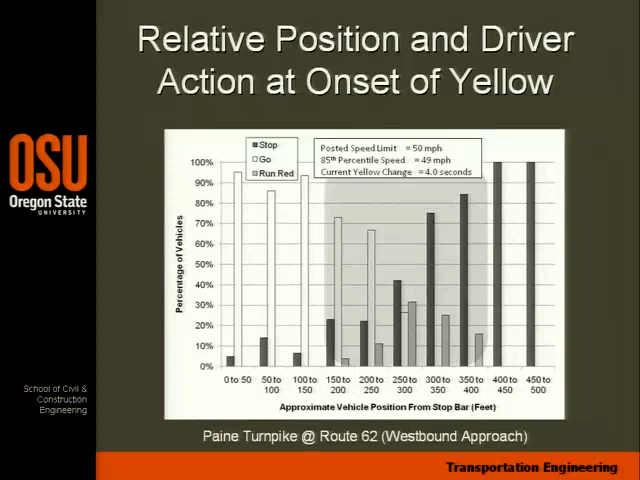 Relative Position and Driver
Action at Onset of Yellow
OSU
Oregon State
UNIVERSITY
School of Civil &
Construction
Engineering
Stop
Go
Run Red
Posted Speed Limit = 50 mph
85th Percentile Speed = 49 mph
Current Yellow Change = 4.0 seconds
Percentage of Vehicles
100%
90%
80%
70%
60%
50%
40%
30%
20%
10%
0%
0 to 50
50 to 100
100 to 150
150 to 200
200 to 250
250 to 300
300 to 350
350 to 400
400 to 450
450 to 500
Approximate Vehicle Position From Stop Bar (Feet)
Paine Turnpike @ Route 62 (Westbound Approach)
Transportation Engineering